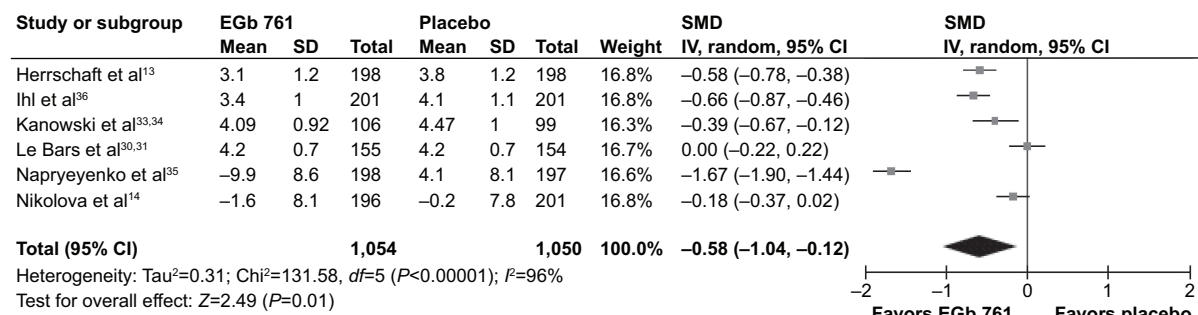 Study or subgroup EGb 761 Placebo SMD SMD
Mean SD Total Mean SD Total Weight IV, random, 95% CI IV, random, 95% CI
Herrschaft et al¹³ 3.1 1.2 198 3.8 1.2 198 16.8% –0.58 (–0.78, –0.38)
Ihl et al³⁶ 3.4 1 201 4.1 1.1 201 16.8% –0.66 (–0.87, –0.46)
Kanowski et al³³,³⁴ 4.09 0.92 106 4.47 1 99 16.3% –0.39 (–0.67, –0.12)
Le Bars et al³⁰,³¹ 4.2 0.7 155 4.2 0.7 154 16.7% 0.00 (–0.22, 0.22)
Napryeyenko et al³⁵ –9.9 8.6 198 4.1 8.1 197 16.6% –1.67 (–1.90, –1.44)
Nikolova et al¹⁴ –1.6 8.1 196 –0.2 7.8 201 16.8% –0.18 (–0.37, 0.02)
Total (95% CI) 1,054 1,050 100.0% –0.58 (–1.04, –0.12)
Heterogeneity: Tau²=0.31; Chi²=131.58, df=5 (P<0.00001); I²=96%
Test for overall effect: Z=2.49 (P=0.01)
–2 –1 0 1 2
Favors EGb 761 Favors placebo